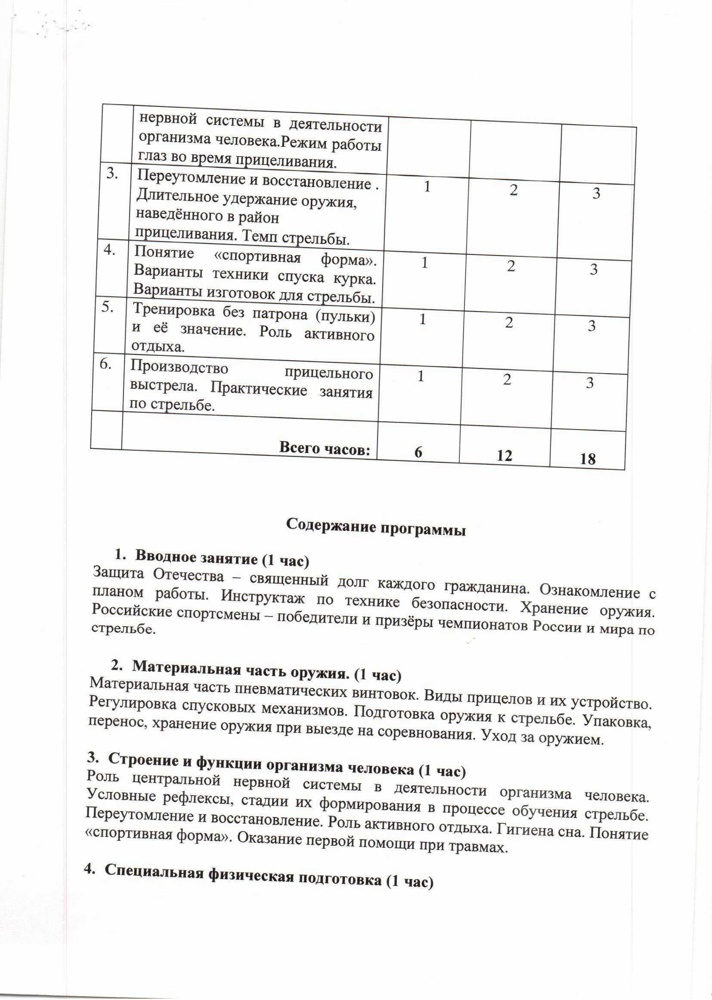 нервной системы в деятельности
организма человека.Режим работы
глаз во время прицеливания.
3. Переутомление и восстановление . 1 2 3
Длительное удержание оружия,
наведённого в район
прицеливания. Темп стрельбы.
4. Понятие «спортивная форма». 1 2 3
Варианты техники спуска курка.
Варианты изготовок для стрельбы.
5. Тренировка без патрона (пульки) 1 2 3
и её значение. Роль активного
отдыха.
6. Производство прицельного 1 2 3
выстрела. Практические занятия
по стрельбе.
Всего часов: 6 12 18
Содержание программы
1. Вводное занятие (1 час)
Защита Отечества – священный долг каждого гражданина. Ознакомление с
планом работы. Инструктаж по технике безопасности. Хранение оружия.
Российские спортсмены – победители и призёры чемпионатов России и мира по
стрельбе.
2. Материальная часть оружия. (1 час)
Материальная часть пневматических винтовок. Виды прицелов и их устройство.
Регулировка спусковых механизмов. Подготовка оружия к стрельбе. Упаковка,
перенос, хранение оружия при выезде на соревнования. Уход за оружием.
3. Строение и функции организма человека (1 час)
Роль центральной нервной системы в деятельности организма человека.
Условные рефлексы, стадии их формирования в процессе обучения стрельбе.
Переутомление и восстановление. Роль активного отдыха. Гигиена сна. Понятие
«спортивная форма». Оказание первой помощи при травмах.
4. Специальная физическая подготовка (1 час)